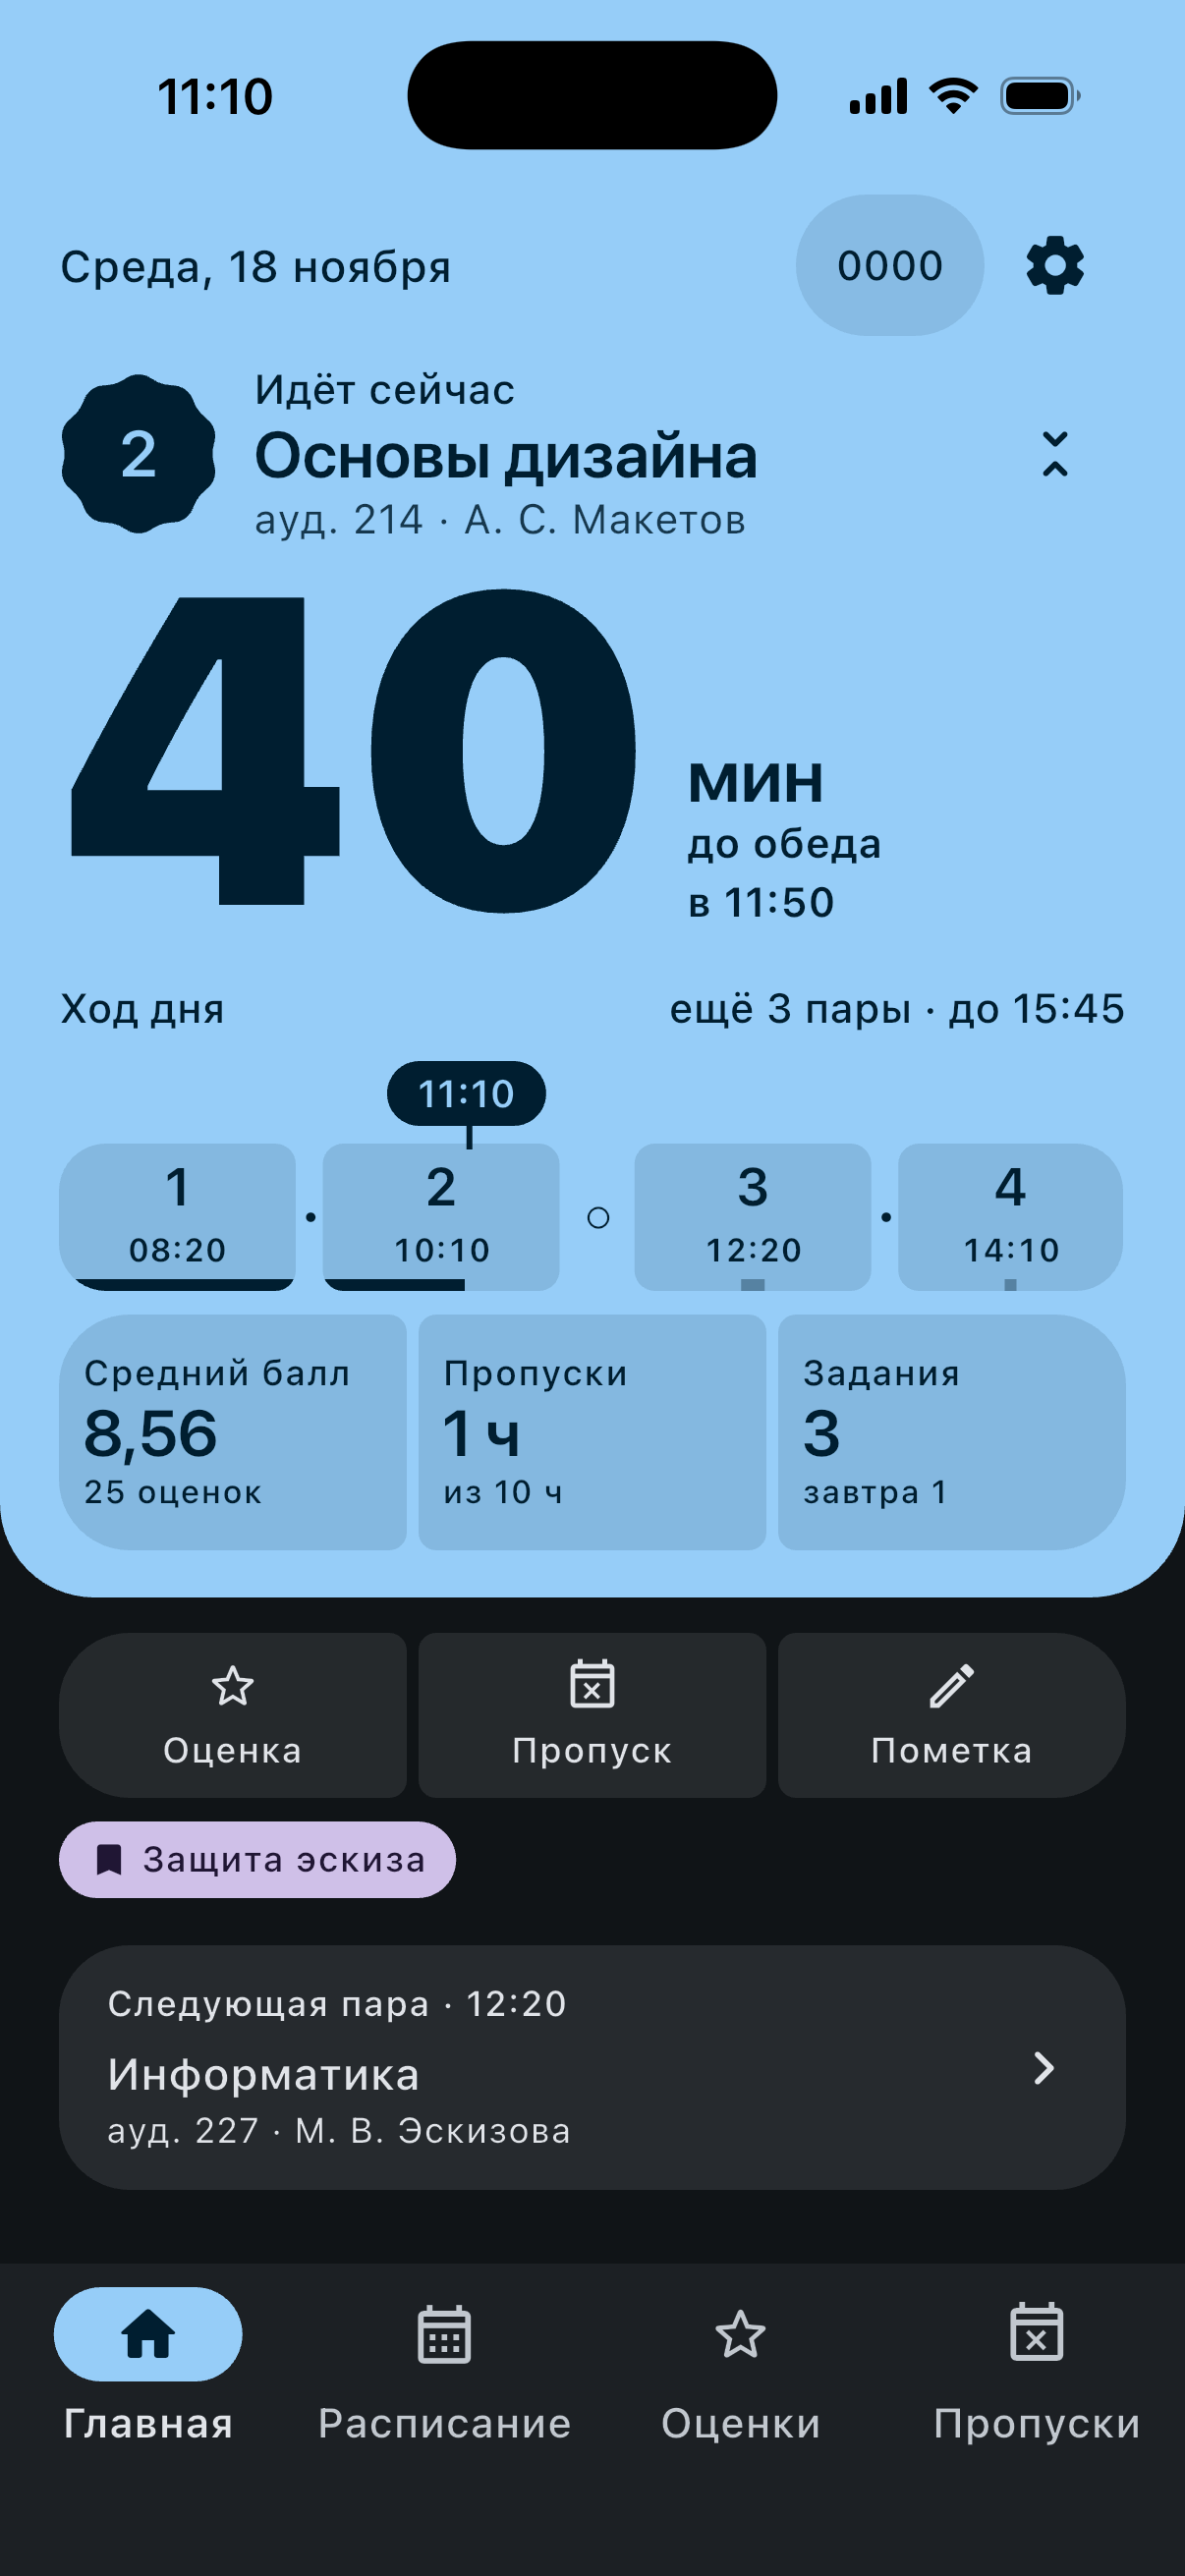 11:10
Среда, 18 ноября
0000
2
Идёт сейчас
Основы дизайна
ауд. 214 · А. С. Макетов
40
мин
до обеда
в 11:50
Ход дня
ещё 3 пары · до 15:45
11:10
1
08:20
2
10:10
3
12:20
4
14:10
Средний балл
8,56
25 оценок
Пропуски
1 ч
из 10 ч
Задания
3
завтра 1
Оценка
Пропуск
Пометка
Защита эскиза
Следующая пара · 12:20
Информатика
ауд. 227 · М. В. Эскизова
Главная
Расписание
Оценки
Пропуски